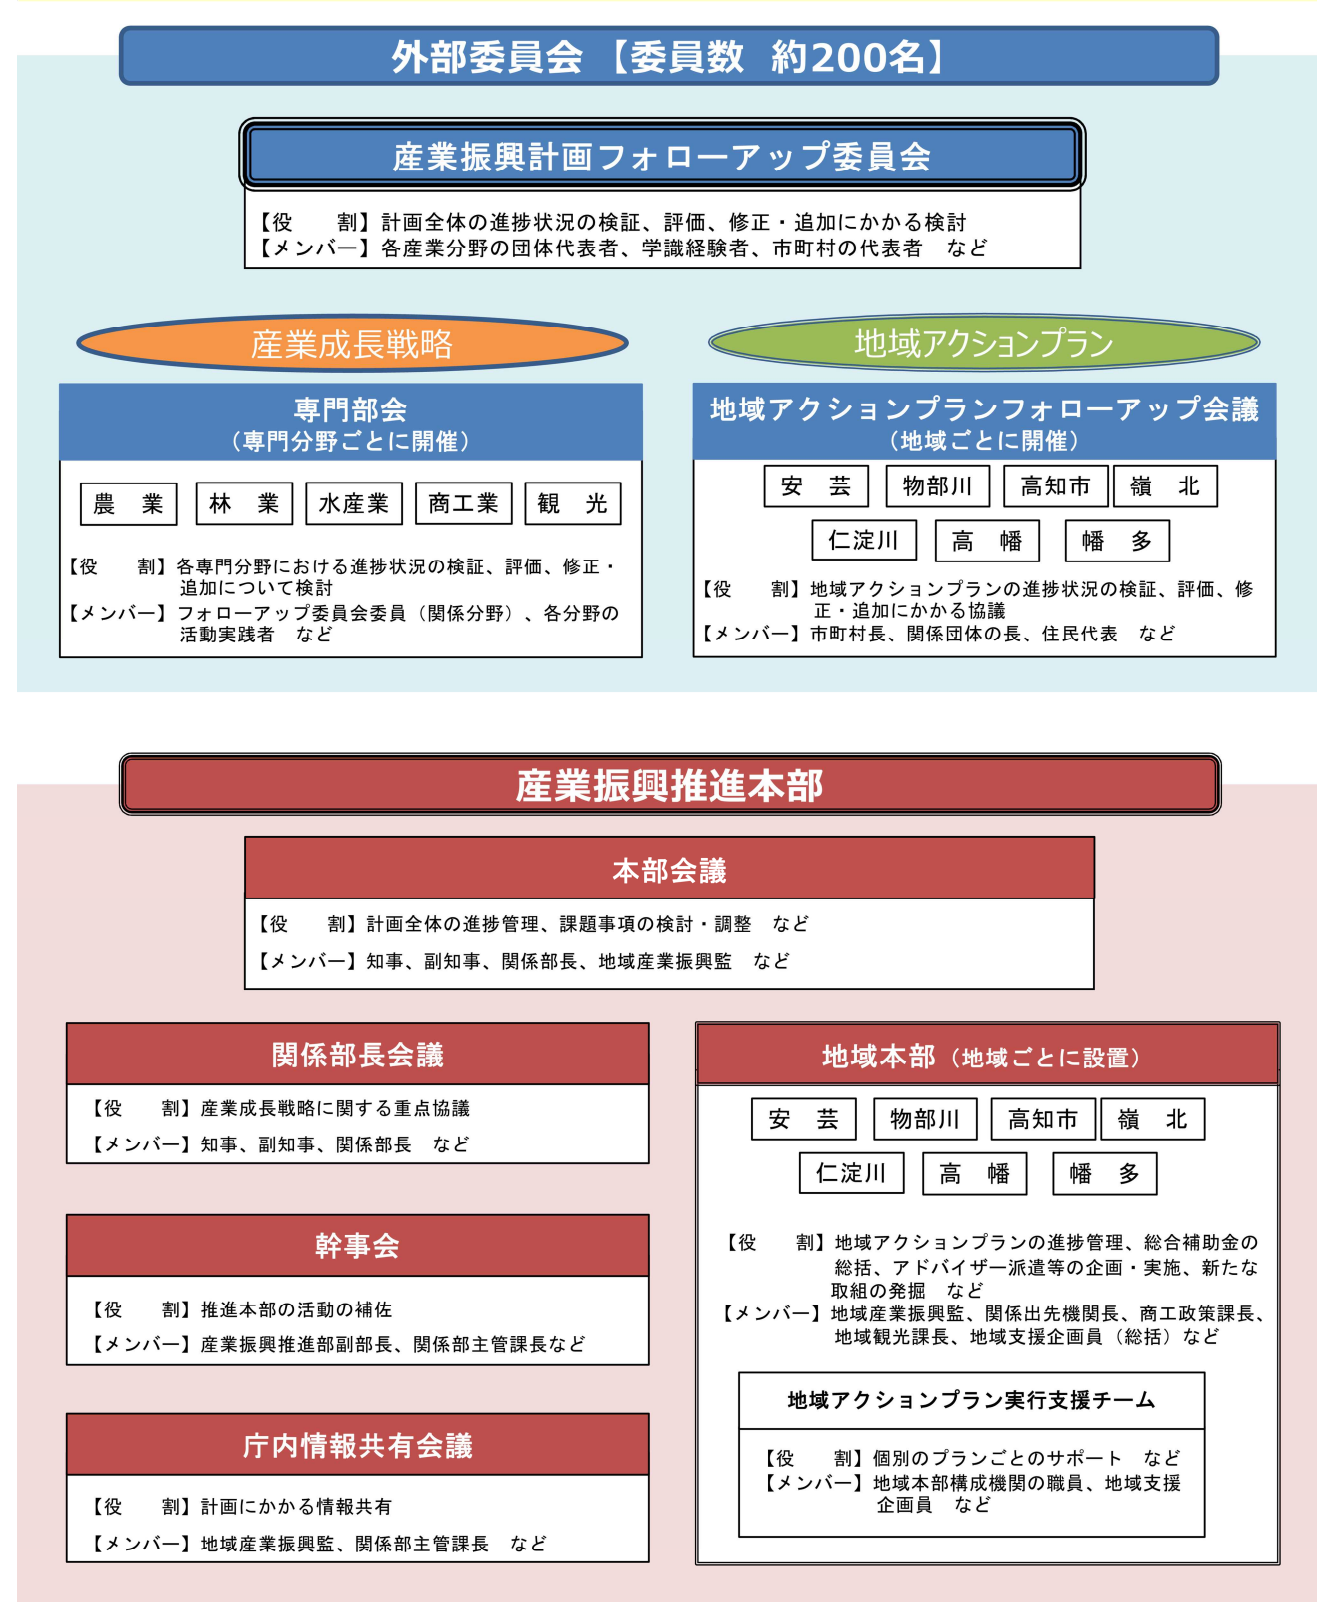 外部委員会【委員数 約200名】
産業振興計画フォローアップ委員会
【役　割】計画全体の進捗状況の検証、評価、修正・追加にかかる検討
【メンバー】各産業分野の団体代表者、学識経験者、市町村の代表者　など
産業成長戦略
専門部会
（専門分野ごとに開催）
農　業　林　業　水産業　商工業　観　光
【役　割】各専門分野における進捗状況の検証、評価、修正・
追加について検討
【メンバー】フォローアップ委員会委員（関係分野）、各分野の
活動実践者　など
地域アクションプラン
地域アクションプランフォローアップ会議
（地域ごとに開催）
安　芸　物部川　高知市　嶺　北
仁淀川　高　幡　幡　多
【役　割】地域アクションプランの進捗状況の検証、評価、修
正・追加にかかる協議
【メンバー】市町村長、関係団体の長、住民代表　など
産業振興推進本部
本部会議
【役　割】計画全体の進捗管理、課題事項の検討・調整　など
【メンバー】知事、副知事、関係部長、地域産業振興監　など
関係部長会議
【役　割】産業成長戦略に関する重点協議
【メンバー】知事、副知事、関係部長　など
幹事会
【役　割】推進本部の活動の補佐
【メンバー】産業振興推進部副部長、関係部主管課長など
庁内情報共有会議
【役　割】計画にかかる情報共有
【メンバー】地域産業振興監、関係部主管課長　など
地域本部（地域ごとに設置）
安　芸　物部川　高知市　嶺　北
仁淀川　高　幡　幡　多
【役　割】地域アクションプランの進捗管理、総合補助金の
総括、アドバイザー派遣等の企画・実施、新たな
取組の発掘　など
【メンバー】地域産業振興監、関係出先機関長、商工政策課長、
地域観光課長、地域支援企画員（総括）など
地域アクションプラン実行支援チーム
【役　割】個別のプランごとのサポート　など
【メンバー】地域本部構成機関の職員、地域支援
企画員　など